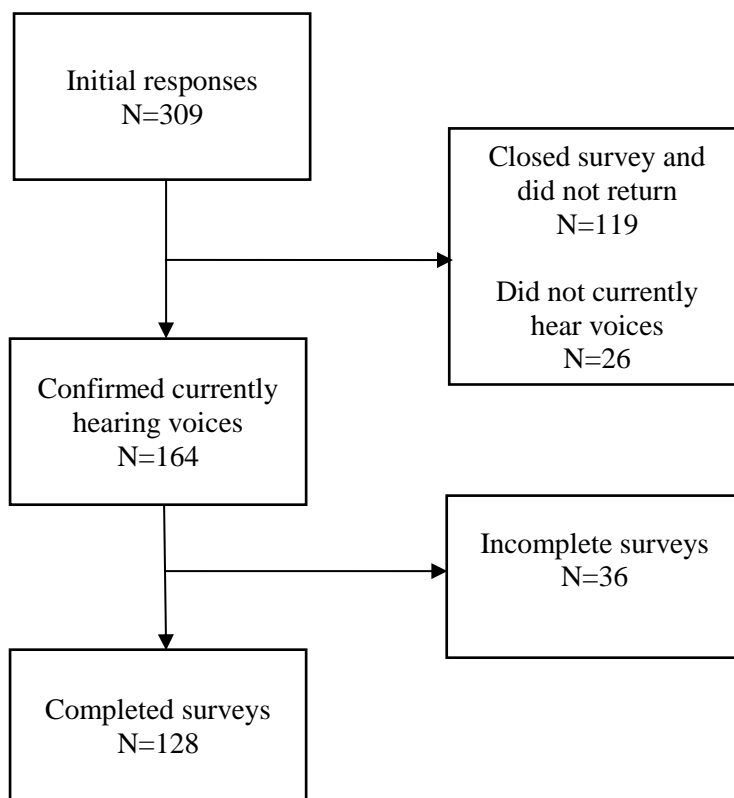 Initial responses
N=309
Closed survey and
did not return
N=119
Did not currently
hear voices
N=26
Confirmed currently
hearing voices
N=164
Incomplete surveys
N=36
Completed surveys
N=128